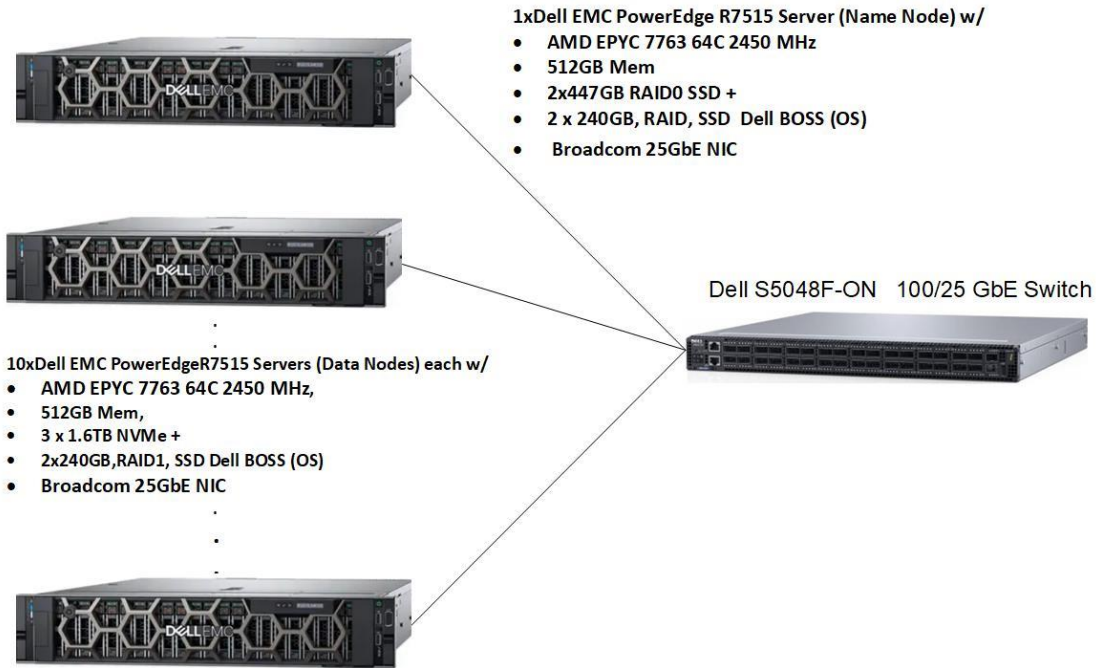 1xDell EMC PowerEdge R7515 Server (Name Node) w/
• AMD EPYC 7763 64C 2450 MHz
• 512GB Mem
• 2x447GB RAID0 SSD +
• 2 x 240GB, RAID, SSD Dell BOSS (OS)
• Broadcom 25GbE NIC
DELLEMC
DELLEMC
Dell S5048F-ON 100/25 GbE Switch
10xDell EMC PowerEdgeR7515 Servers (Data Nodes) each w/
• AMD EPYC 7763 64C 2450 MHz,
• 512GB Mem,
• 3 x 1.6TB NVMe +
• 2x240GB,RAID1, SSD Dell BOSS (OS)
• Broadcom 25GbE NIC
DELLEMC